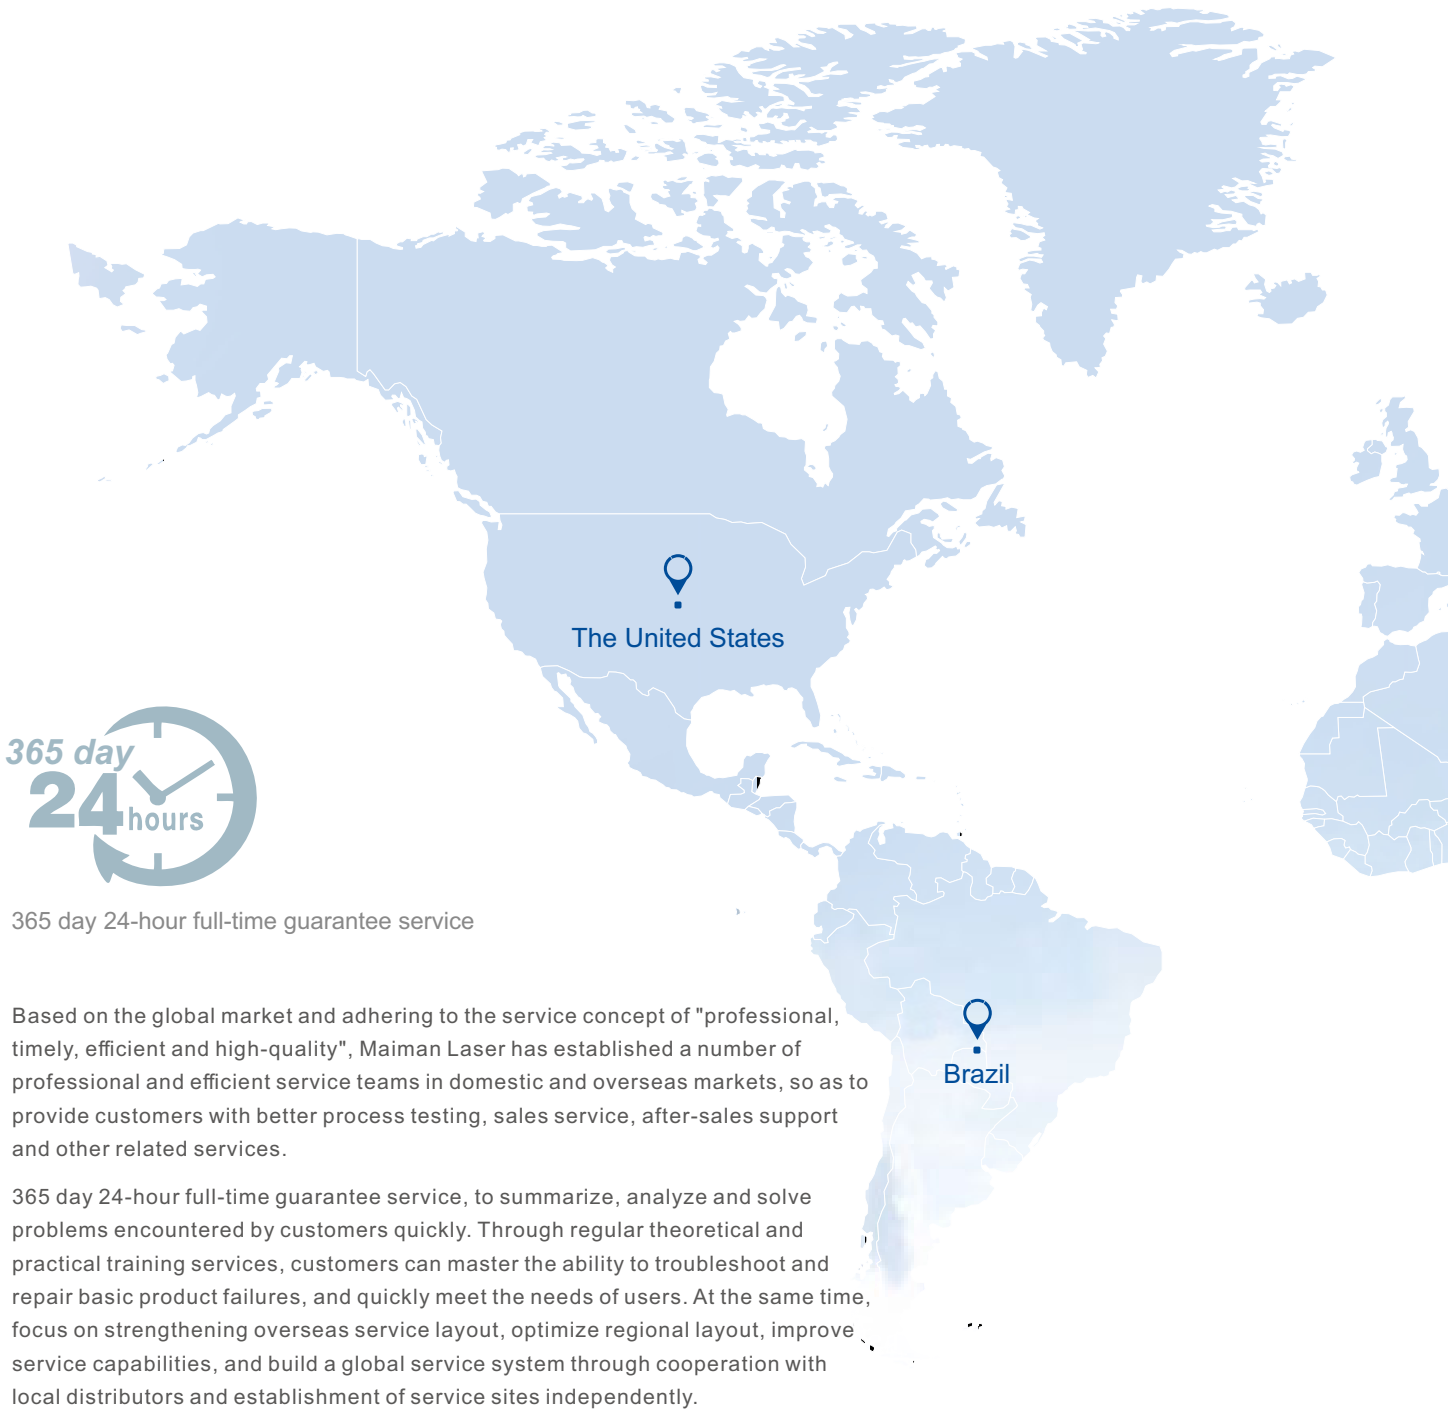 The United States
365 day
24 hours
365 day 24-hour full-time guarantee service
Based on the global market and adhering to the service concept of "professional,
timely, efficient and high-quality", Maiman Laser has established a number of
professional and efficient service teams in domestic and overseas markets, so as to
provide customers with better process testing, sales service, after-sales support
and other related services.
Brazil
365 day 24-hour full-time guarantee service, to summarize, analyze and solve
problems encountered by customers quickly. Through regular theoretical and
practical training services, customers can master the ability to troubleshoot and
repair basic product failures, and quickly meet the needs of users. At the same time,
focus on strengthening overseas service layout, optimize regional layout, improve
service capabilities, and build a global service system through cooperation with
local distributors and establishment of service sites independently.